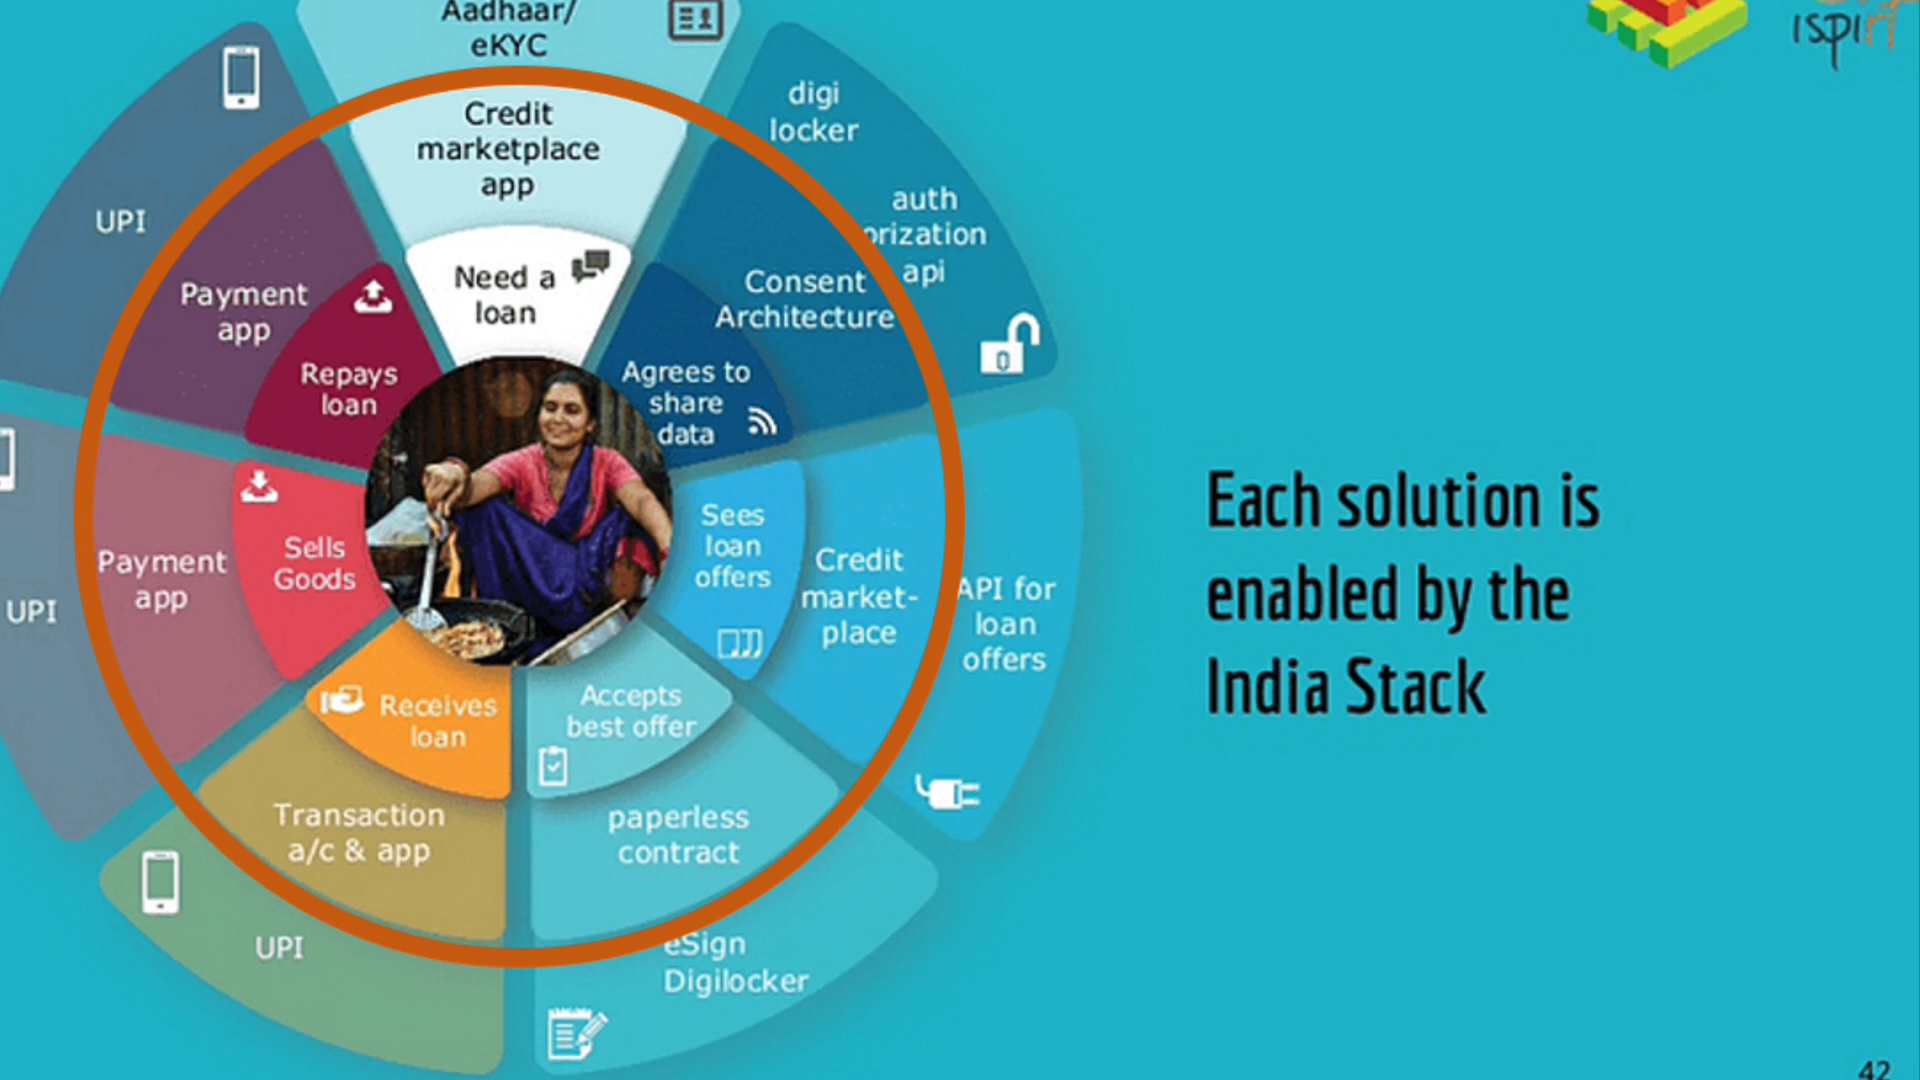 Aadhaar/
eKYC
Credit
marketplace
app
Need a
loan
digi
locker
auth
orization
api
Consent
Architecture
Agrees to
share
data
Sees
loan
offers
Credit
market-
place
API for
loan
offers
Accepts
best offer
paperless
contract
eSign
Digilocker
Receives
loan
Transaction
a/c & app
UPI
Sells
Goods
Payment
app
UPI
Repays
loan
Payment
app
UPI
Each solution is
enabled by the
India Stack
ISPIrt
42